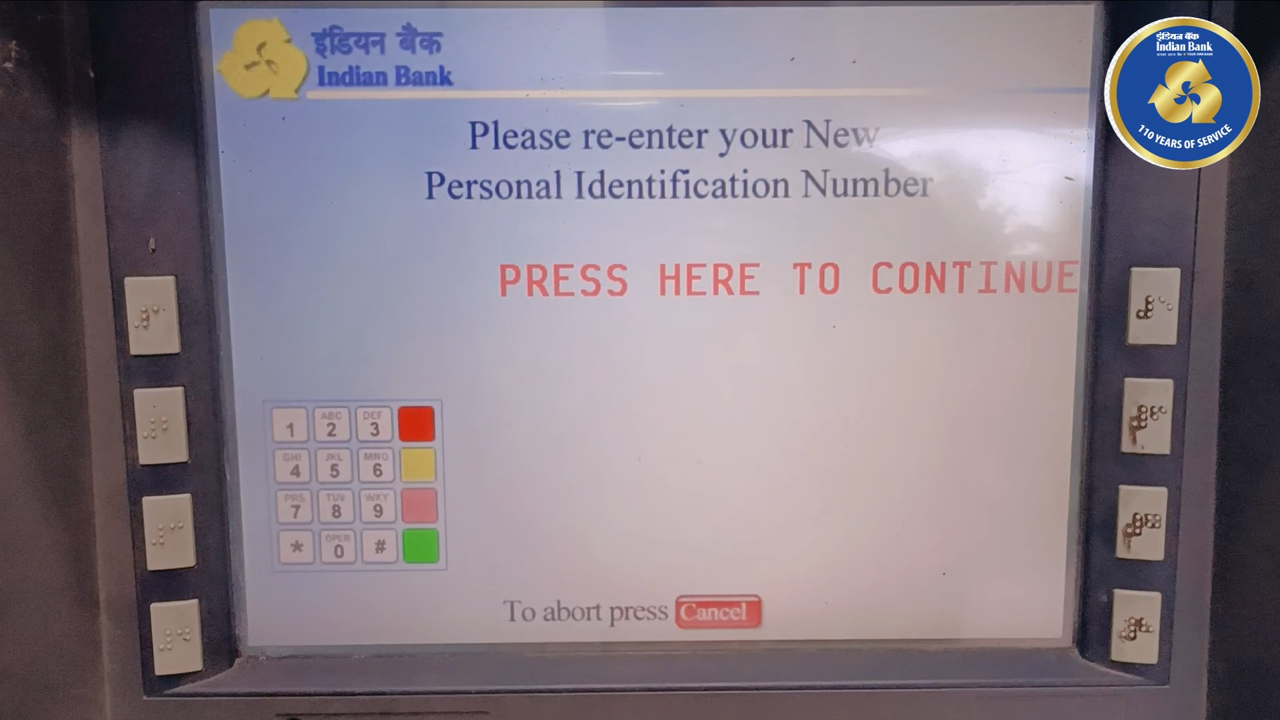 इंडियन बैंक
Indian Bank
इंडियन बैंक
Indian Bank
110 YEARS OF SERVICE
Please re-enter your New
Personal Identification Number
PRESS HERE TO CONTINUE
1 ABC 2 DEF 3
GHI 4 JKL 5 MNO 6
PRS 7 TUV 8 WXY 9
* OPER 0 #
To abort press Cancel